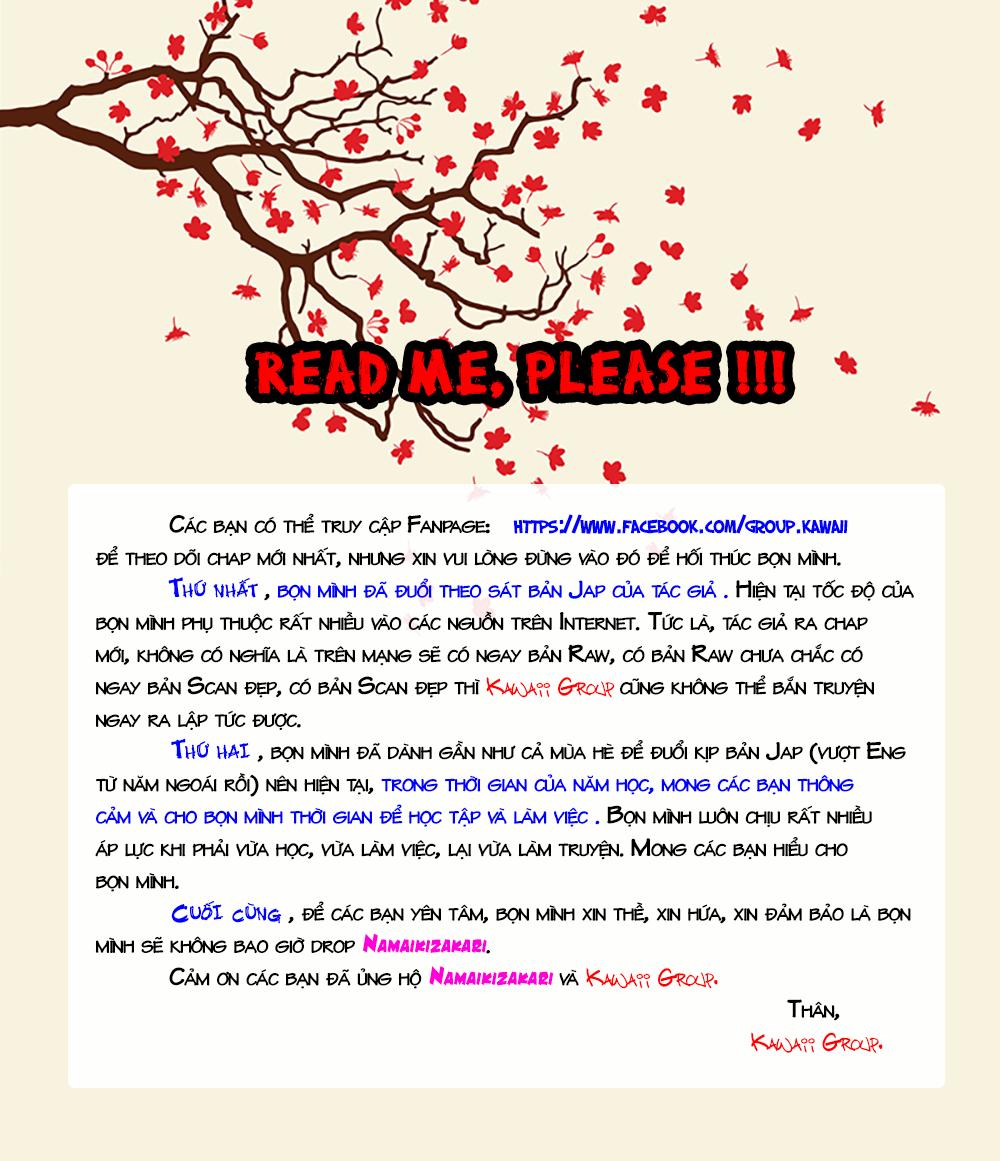 READ ME, PLEASE !!!
Các bạn có thể truy cập Fanpage: https://www.facebook.com/group.kawaii
để theo dõi chap mới nhất, nhưng xin vui lòng đừng vào đó để hối thúc bọn mình.
Thứ nhất , bọn mình đã đuổi theo sát bản Jap của tác giả . Hiện tại tốc độ của
bọn mình phụ thuộc rất nhiều vào các nguồn trên Internet. Tức là, tác giả ra chap
mới, không có nghĩa là trên mạng sẽ có ngay bản Raw, có bản Raw chưa chắc có
ngay bản Scan đẹp, có bản Scan đẹp thì Kawaii Group cũng không thể bắn truyện
ngay ra lập tức được.
Thứ hai , bọn mình đã dành gần như cả mùa hè để đuổi kịp bản Jap (vượt Eng
từ năm ngoái rồi) nên hiện tại, trong thời gian của năm học, mong các bạn thông
cảm và cho bọn mình thời gian để học tập và làm việc . Bọn mình luôn chịu rất nhiều
áp lực khi phải vừa học, vừa làm việc, lại vừa làm truyện. Mong các bạn hiểu cho
bọn mình.
Cuối cùng , để các bạn yên tâm, bọn mình xin thề, xin hứa, xin đảm bảo là bọn
mình sẽ không bao giờ drop Namaikizakari.
Cảm ơn các bạn đã ủng hộ Namaikizakari và Kawaii Group.
Thân,
Kawaii Group.